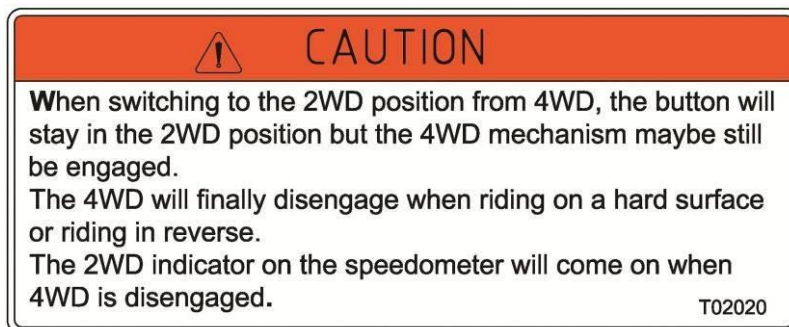 CAUTION
When switching to the 2WD position from 4WD, the button will
stay in the 2WD position but the 4WD mechanism maybe still
be engaged.
The 4WD will finally disengage when riding on a hard surface
or riding in reverse.
The 2WD indicator on the speedometer will come on when
4WD is disengaged.
T02020